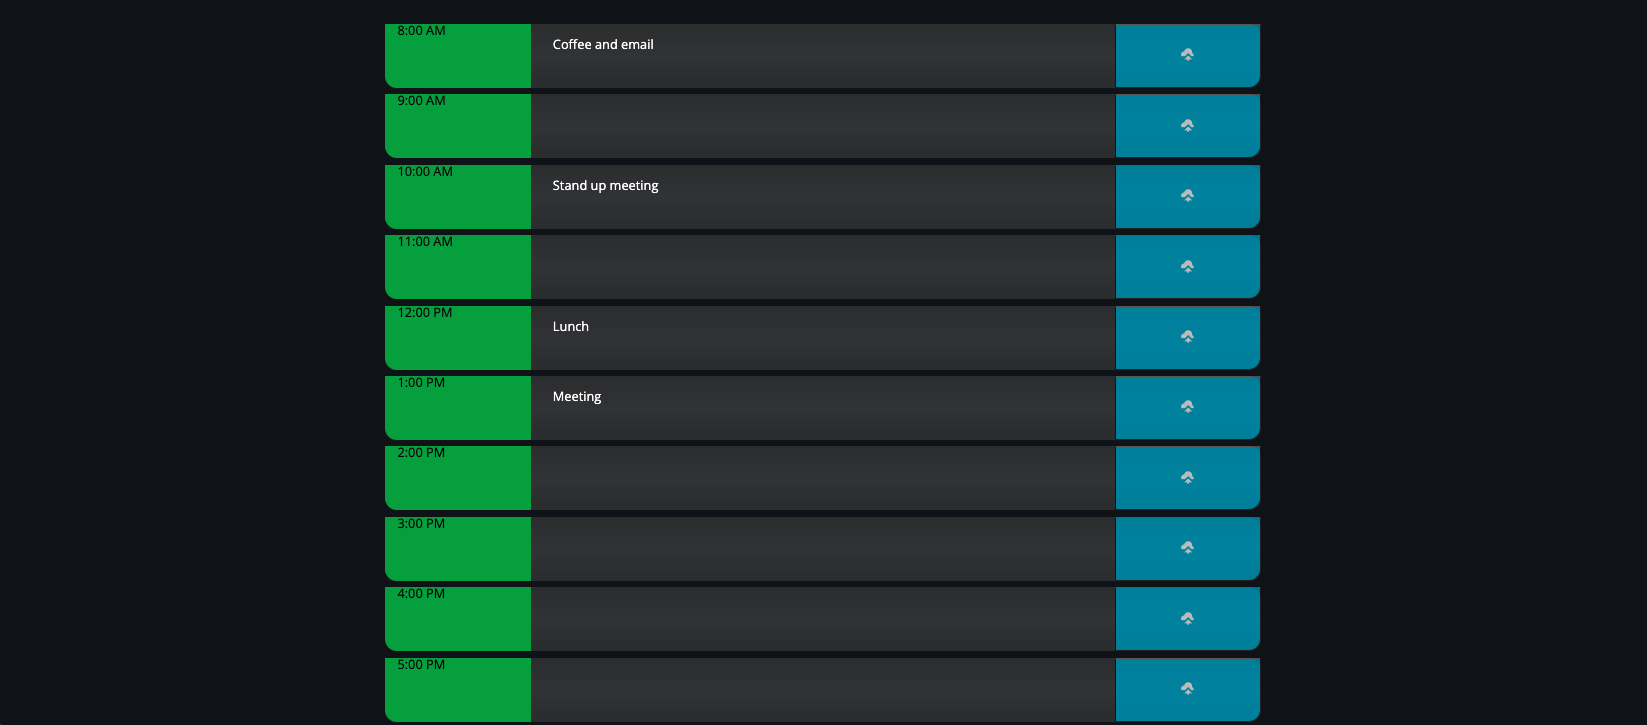 8:00 AM
Coffee and email
9:00 AM
10:00 AM
Stand up meeting
11:00 AM
12:00 PM
Lunch
1:00 PM
Meeting
2:00 PM
3:00 PM
4:00 PM
5:00 PM